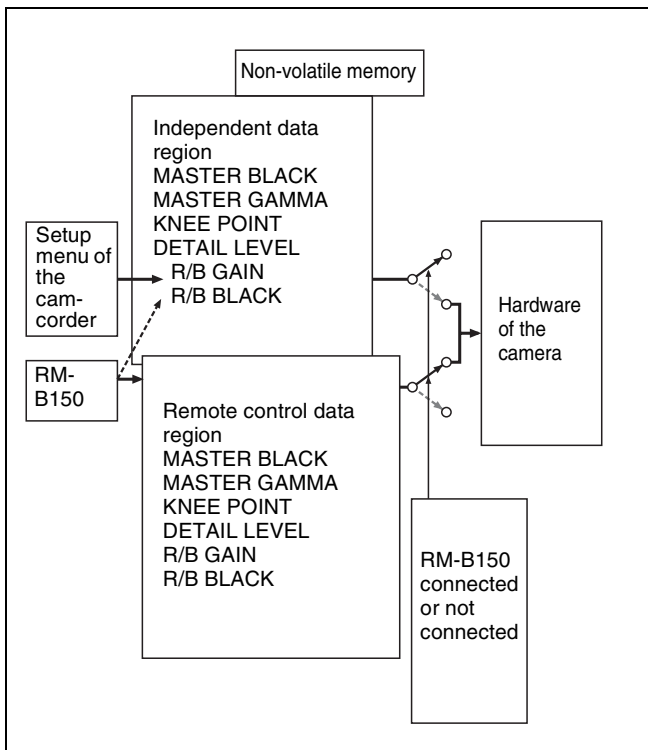 Non-volatile memory
Independent data
region
MASTER BLACK
MASTER GAMMA
KNEE POINT
DETAIL LEVEL
R/B GAIN
R/B BLACK
Setup
menu of
the
cam-
corder
RM-
B150
Hardware
of the
camera
Remote control data
region
MASTER BLACK
MASTER GAMMA
KNEE POINT
DETAIL LEVEL
R/B GAIN
R/B BLACK
RM-B150
connected
or not
connected